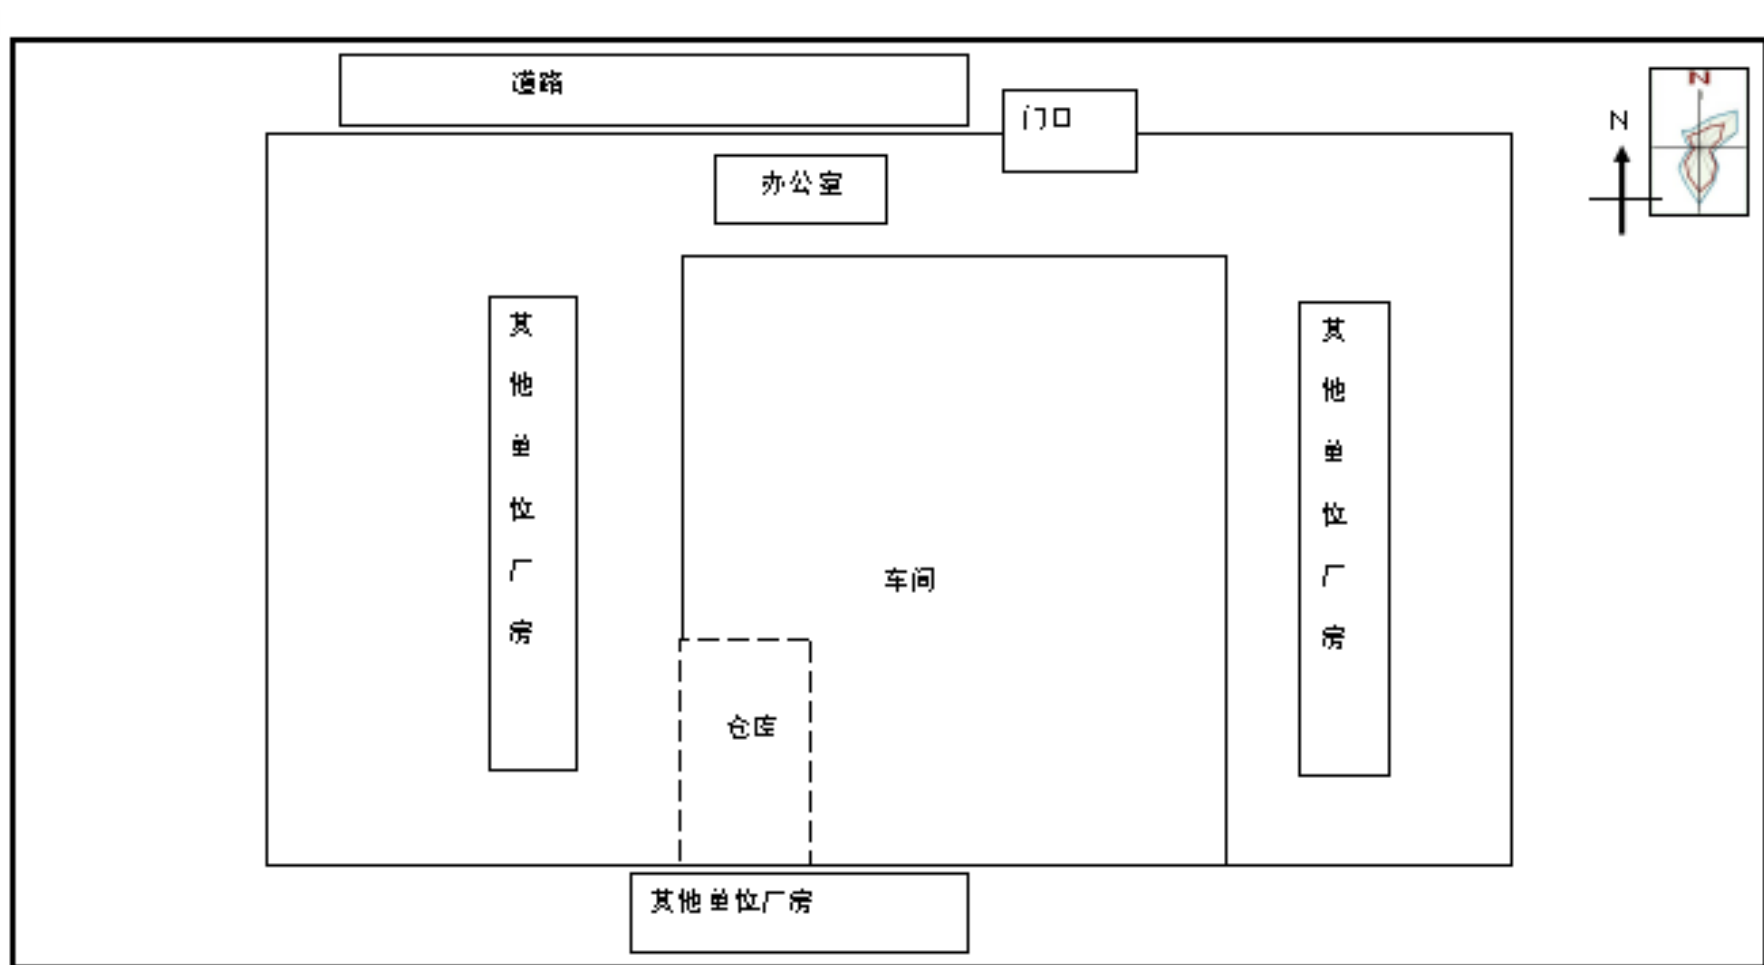 道路
门口
N
N
办公室
其
他
单
位
厂
房
其
他
单
位
厂
房
车间
仓库
其他单位厂房